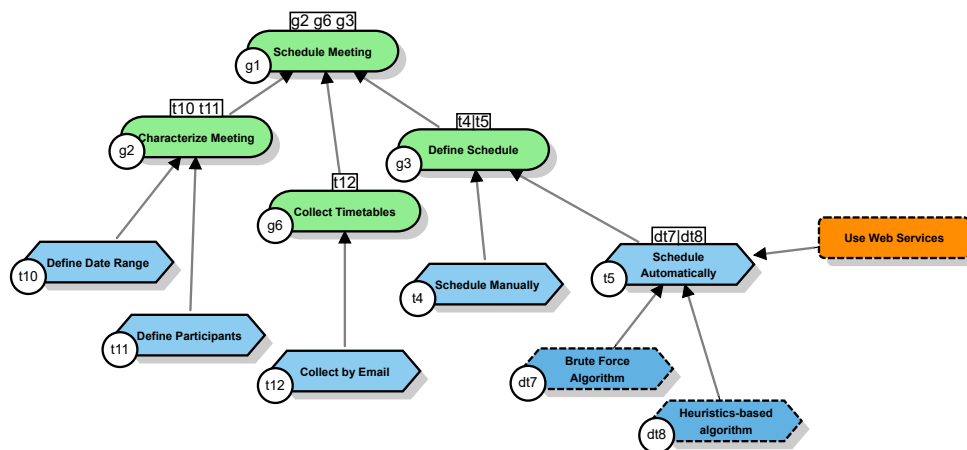 g2 g6 g3
Schedule Meeting
g1
t10 t11
Characterize Meeting
g2
t4|t5
Define Schedule
g3
t12
Collect Timetables
g6
Define Date Range
t10
dt7|dt8
Schedule
Automatically
t5
Use Web Services
Schedule Manually
t4
Define Participants
t11
Collect by Email
t12
Brute Force
Algorithm
dt7
Heuristics-based
algorithm
dt8